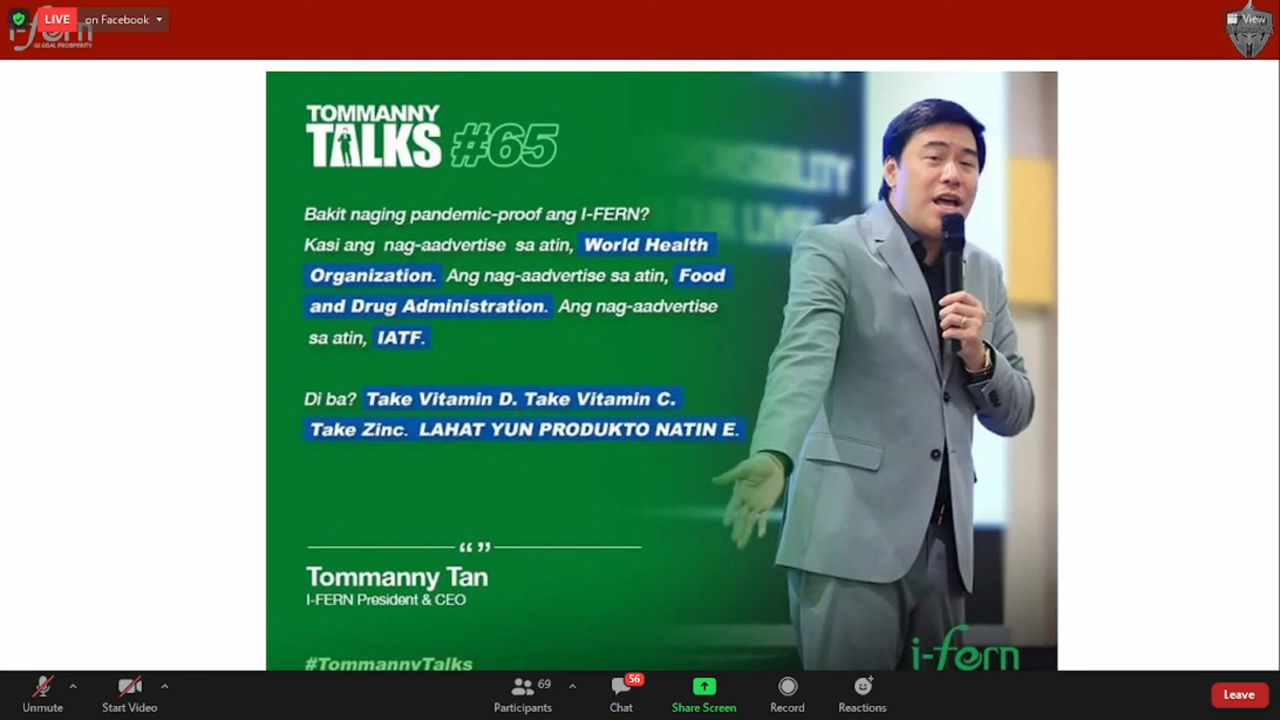 LIVE on Facebook
i-fern
GLOBAL PROSPERITY
View
TOMMANNY
TALKS #65
Bakit naging pandemic-proof ang I-FERN?
Kasi ang nag-aadvertise sa atin, World Health
Organization. Ang nag-aadvertise sa atin, Food
and Drug Administration. Ang nag-aadvertise
sa atin, IATF.
Di ba? Take Vitamin D. Take Vitamin C.
Take Zinc. LAHAT YUN PRODUKTO NATIN E.
“ ”
Tommanny Tan
I-FERN President & CEO
#TommannyTalks
i-fern
69
56
Unmute
Start Video
Participants
Chat
Share Screen
Record
Reactions
Leave